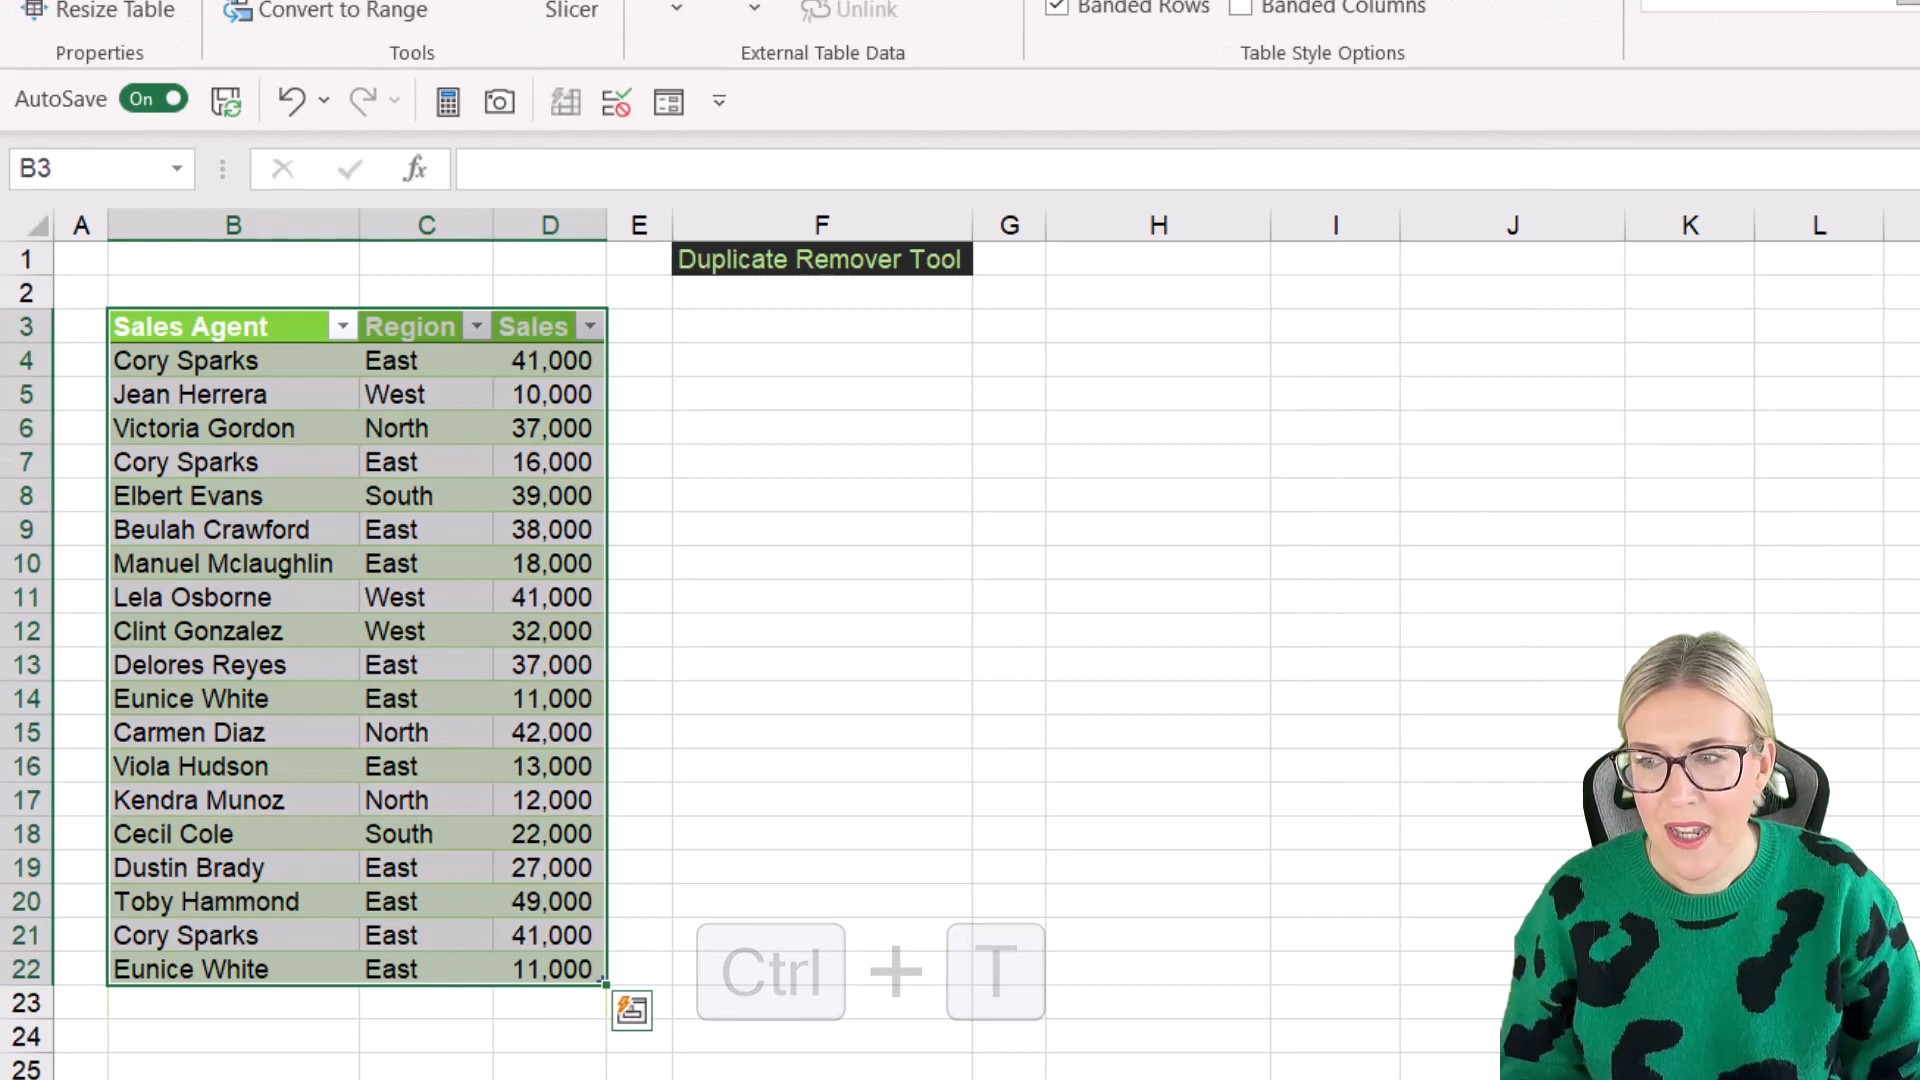 Resize Table Convert to Range Slicer Unlink Banded Rows Banded Columns
Properties Tools External Table Data Table Style Options
AutoSave On
B3 fx
A B C D E F G H I J K L
1 Duplicate Remover Tool
2
3 Sales Agent Region Sales
4 Cory Sparks East 41,000
5 Jean Herrera West 10,000
6 Victoria Gordon North 37,000
7 Cory Sparks East 16,000
8 Elbert Evans South 39,000
9 Beulah Crawford East 38,000
10 Manuel Mclaughlin East 18,000
11 Lela Osborne West 41,000
12 Clint Gonzalez West 32,000
13 Delores Reyes East 37,000
14 Eunice White East 11,000
15 Carmen Diaz North 42,000
16 Viola Hudson East 13,000
17 Kendra Munoz North 12,000
18 Cecil Cole South 22,000
19 Dustin Brady East 27,000
20 Toby Hammond East 49,000
21 Cory Sparks East 41,000
22 Eunice White East 11,000
Ctrl + T
23
24
25